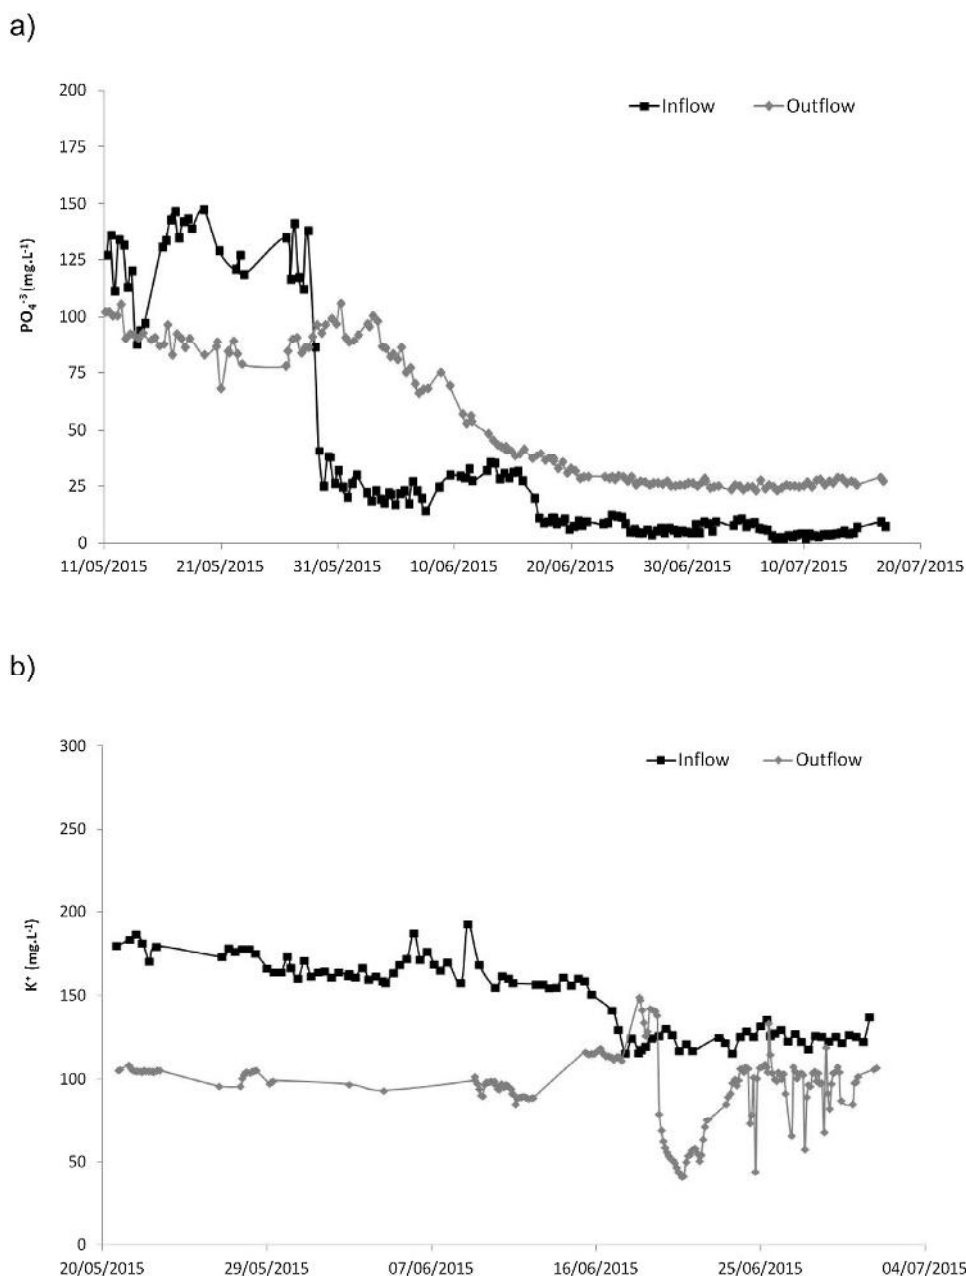 a)
200
Inflow Outflow
175
150
125
PO₄⁻³ (mg.L⁻¹)
100
75
50
25
0
11/05/2015 21/05/2015 31/05/2015 10/06/2015 20/06/2015 30/06/2015 10/07/2015 20/07/2015
b)
300
Inflow Outflow
250
200
K⁺ (mg.L⁻¹)
150
100
50
0
20/05/2015 29/05/2015 07/06/2015 16/06/2015 25/06/2015 04/07/2015